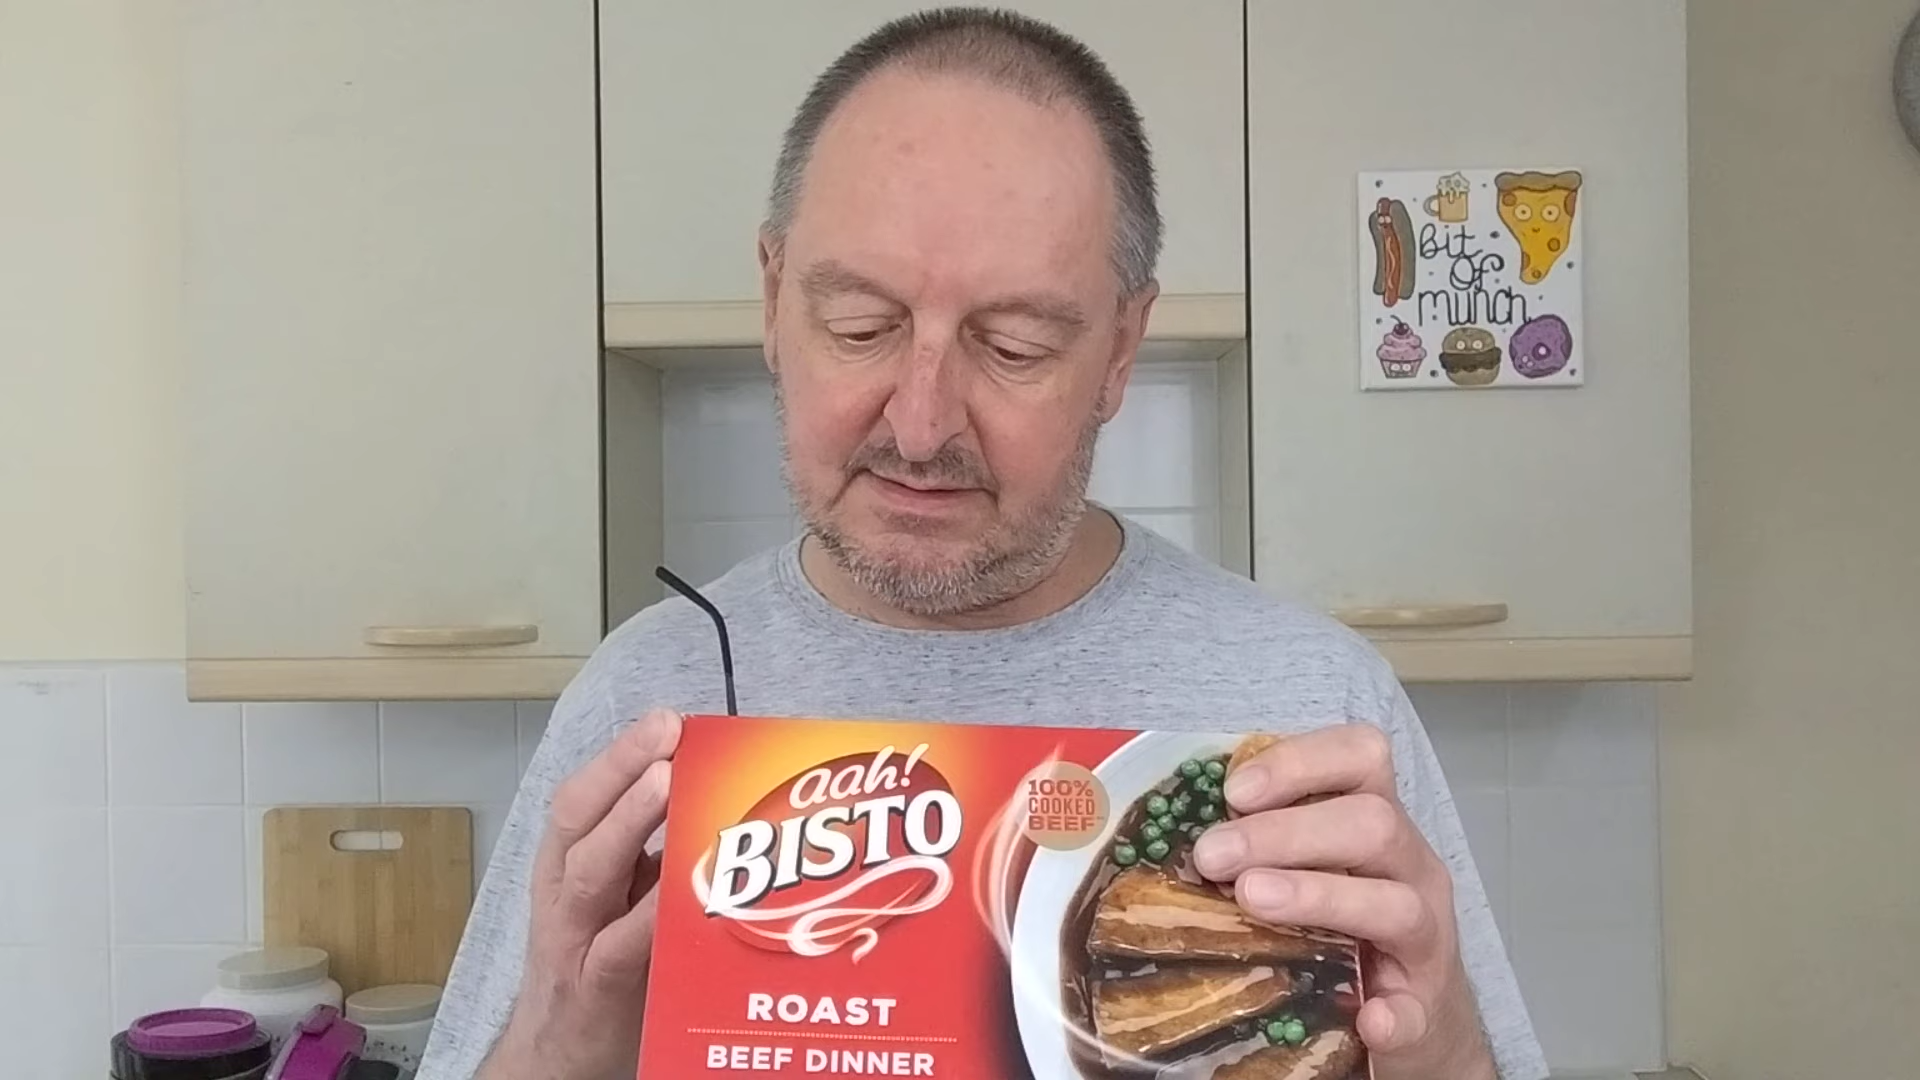 Bit
Of
munch
aah!
BISTO
100%
COOKED
BEEF
ROAST
BEEF DINNER